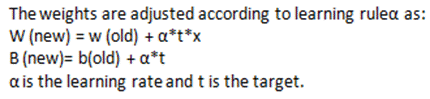 The weights are adjusted according to learning ruleα as:
W (new) = w (old) + α*t*x
B (new)= b(old) + α*t
α is the learning rate and t is the target.